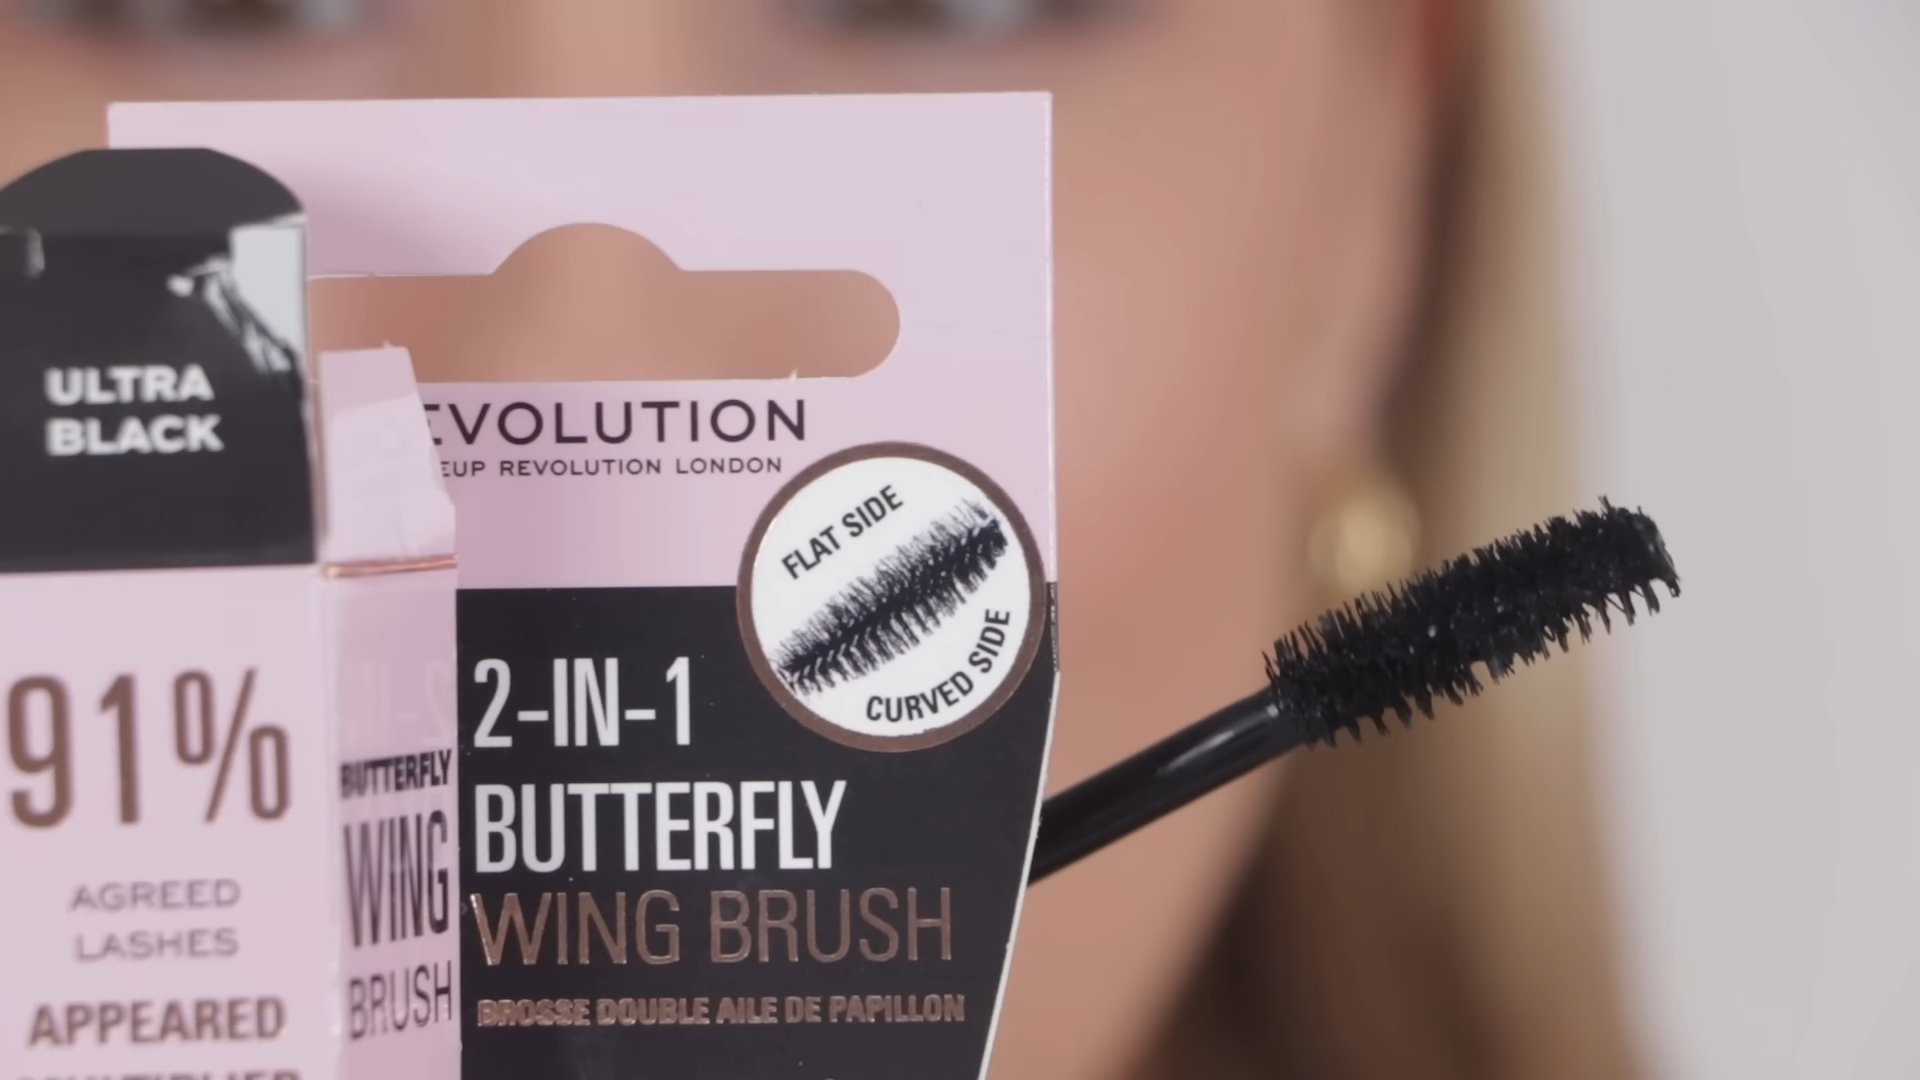 ULTRA
BLACK
91%
AGREED
LASHES
APPEARED
BUTTERFLY
WING
BRUSH
EVOLUTION
EUP REVOLUTION LONDON
FLAT SIDE
CURVED SIDE
2-IN-1
BUTTERFLY
WING BRUSH
BROSSE DOUBLE AILE DE PAPILLON